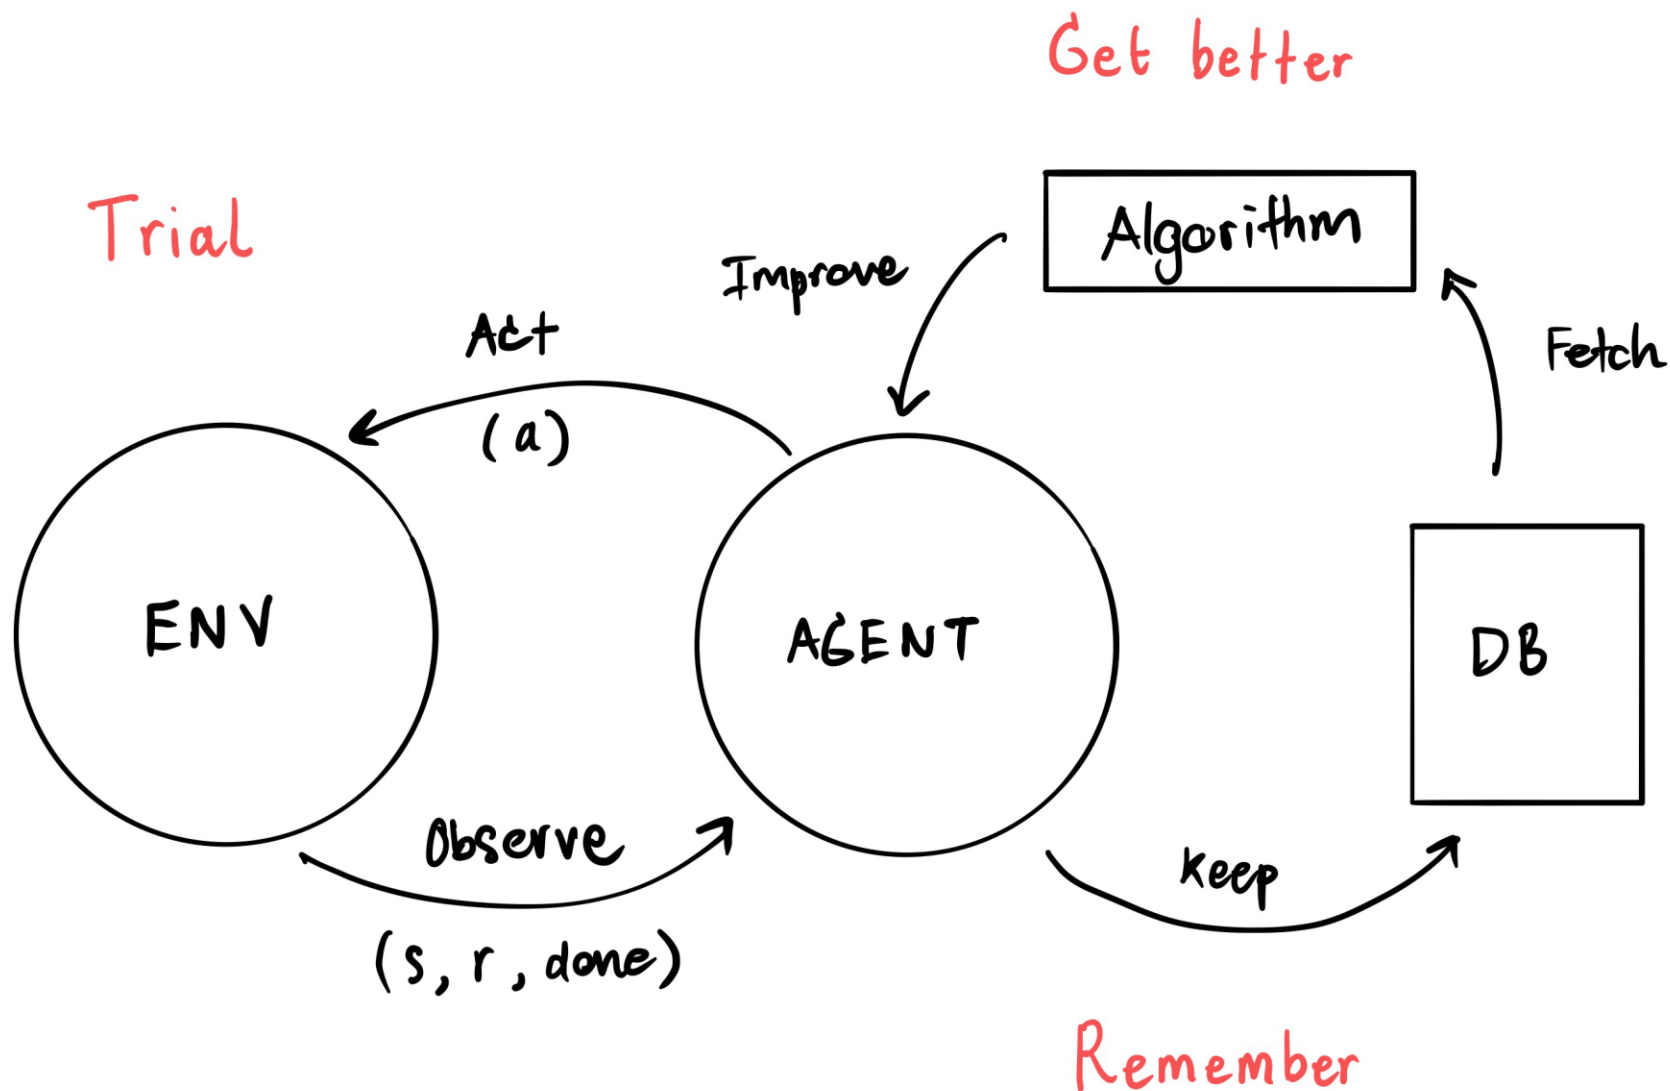 Get better
Trial
Algorithm
Improve
Act
(a)
Fetch
ENV
AGENT
DB
Observe
Keep
(s, r, done)
Remember